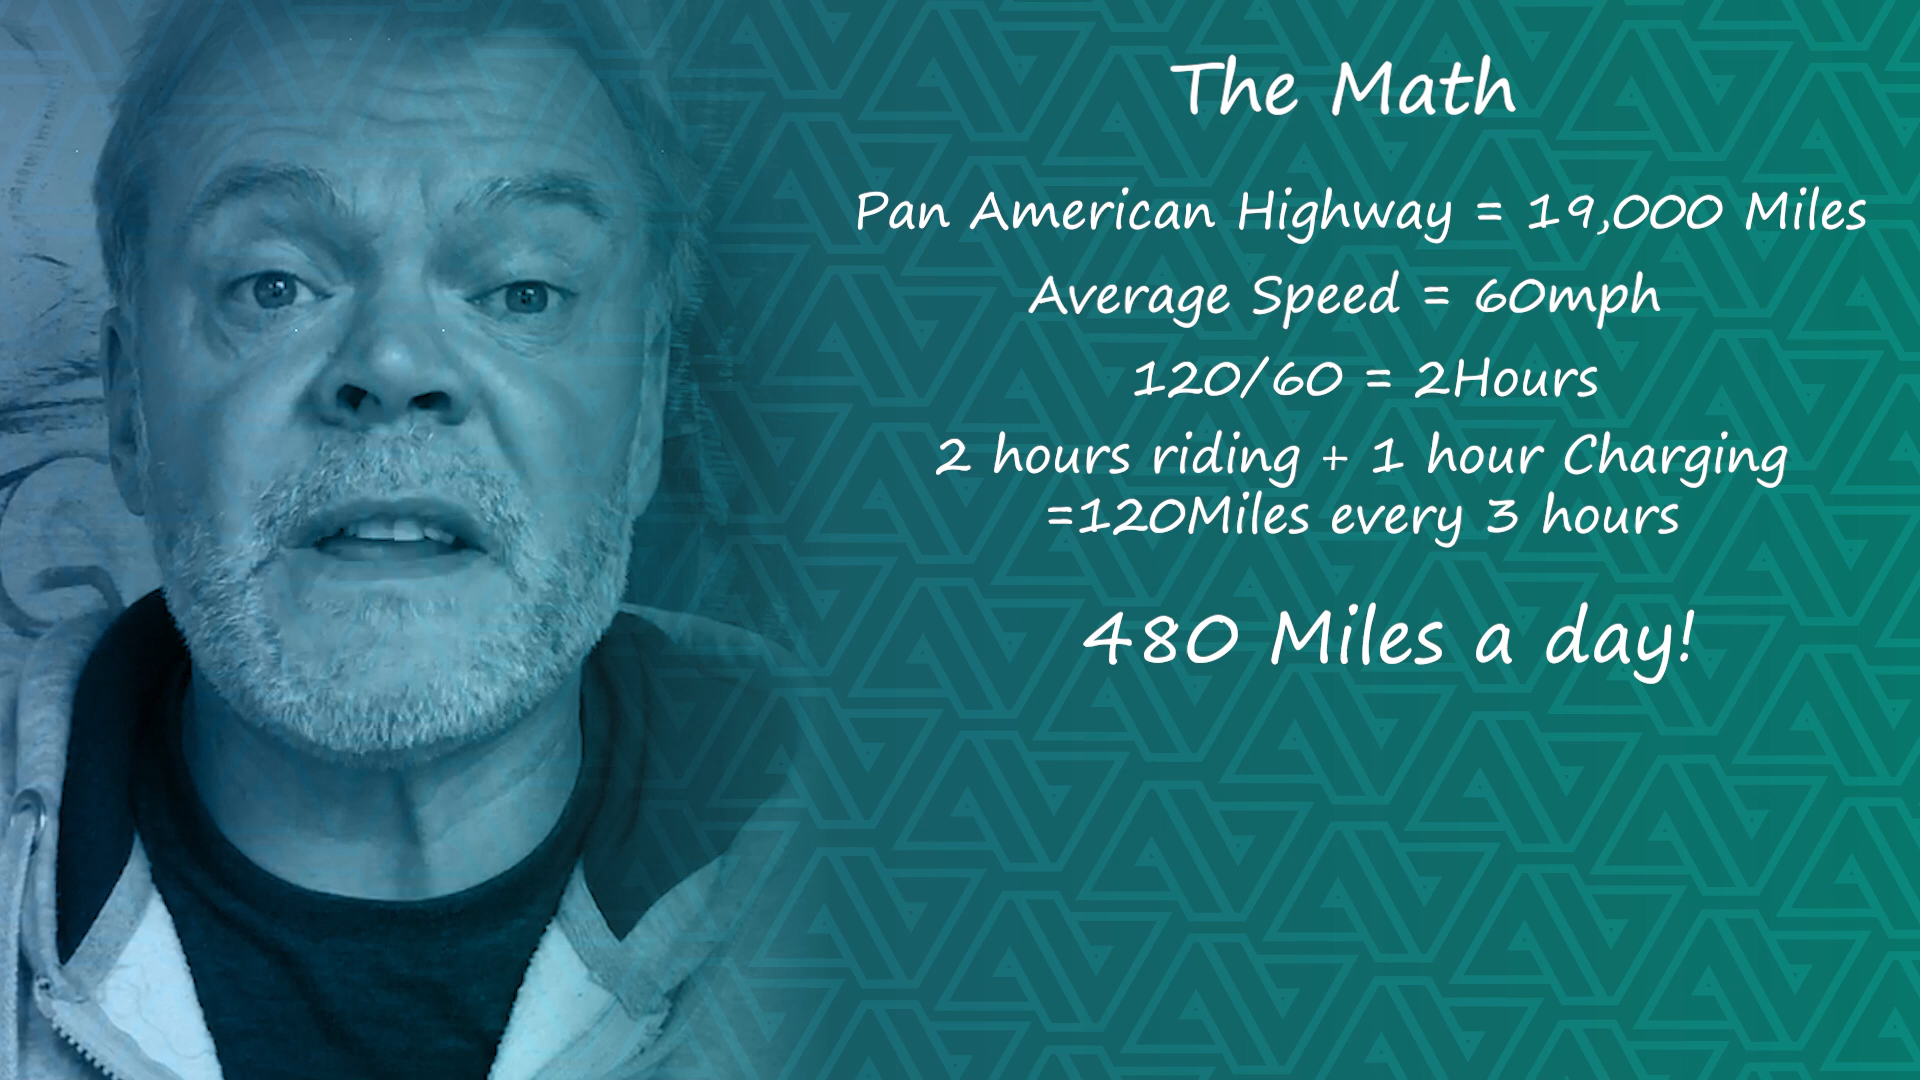 The Math
Pan American Highway = 19,000 Miles
Average Speed = 60mph
120/60 = 2Hours
2 hours riding + 1 hour Charging
=120Miles every 3 hours
480 Miles a day!